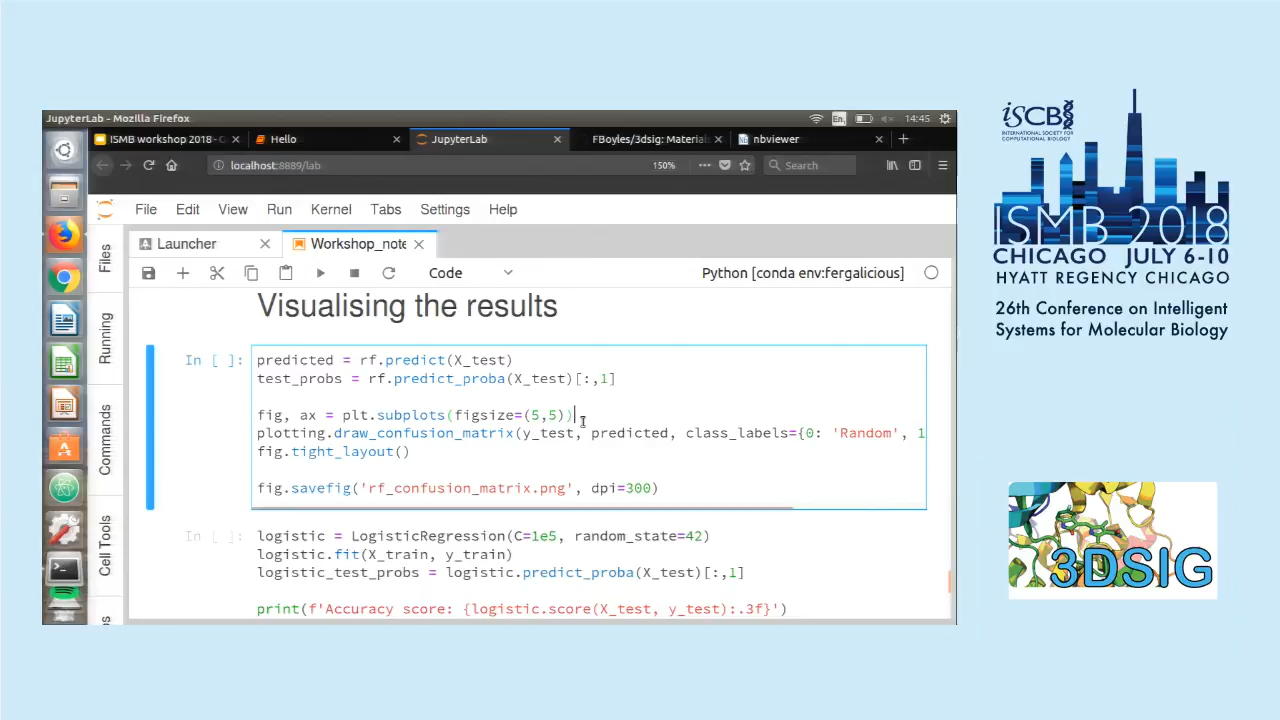 JupyterLab - Mozilla Firefox
En
14:45
ISMB workshop 2018 - G
Hello
JupyterLab
FBoyles/3dsig: Material
nbviewer
localhost:8889/lab
150%
Search
File Edit View Run Kernel Tabs Settings Help
Launcher
Workshop_note
Code
Python [conda env:fergalicious]
Files
Running
Commands
Cell Tools
Visualising the results
In [ ]:
predicted = rf.predict(X_test)
test_probs = rf.predict_proba(X_test)[:,1]
fig, ax = plt.subplots(figsize=(5,5))
plotting.draw_confusion_matrix(y_test, predicted, class_labels={0: 'Random', 1
fig.tight_layout()
fig.savefig('rf_confusion_matrix.png', dpi=300)
In [ ]:
logistic = LogisticRegression(C=1e5, random_state=42)
logistic.fit(X_train, y_train)
logistic_test_probs = logistic.predict_proba(X_test)[:,1]
print(f'Accuracy score: {logistic.score(X_test, y_test):.3f}')
iSCB
INTERNATIONAL SOCIETY FOR
COMPUTATIONAL BIOLOGY
ISMB 2018
CHICAGO JULY 6-10
HYATT REGENCY CHICAGO
26th Conference on Intelligent
Systems for Molecular Biology
3DSIG